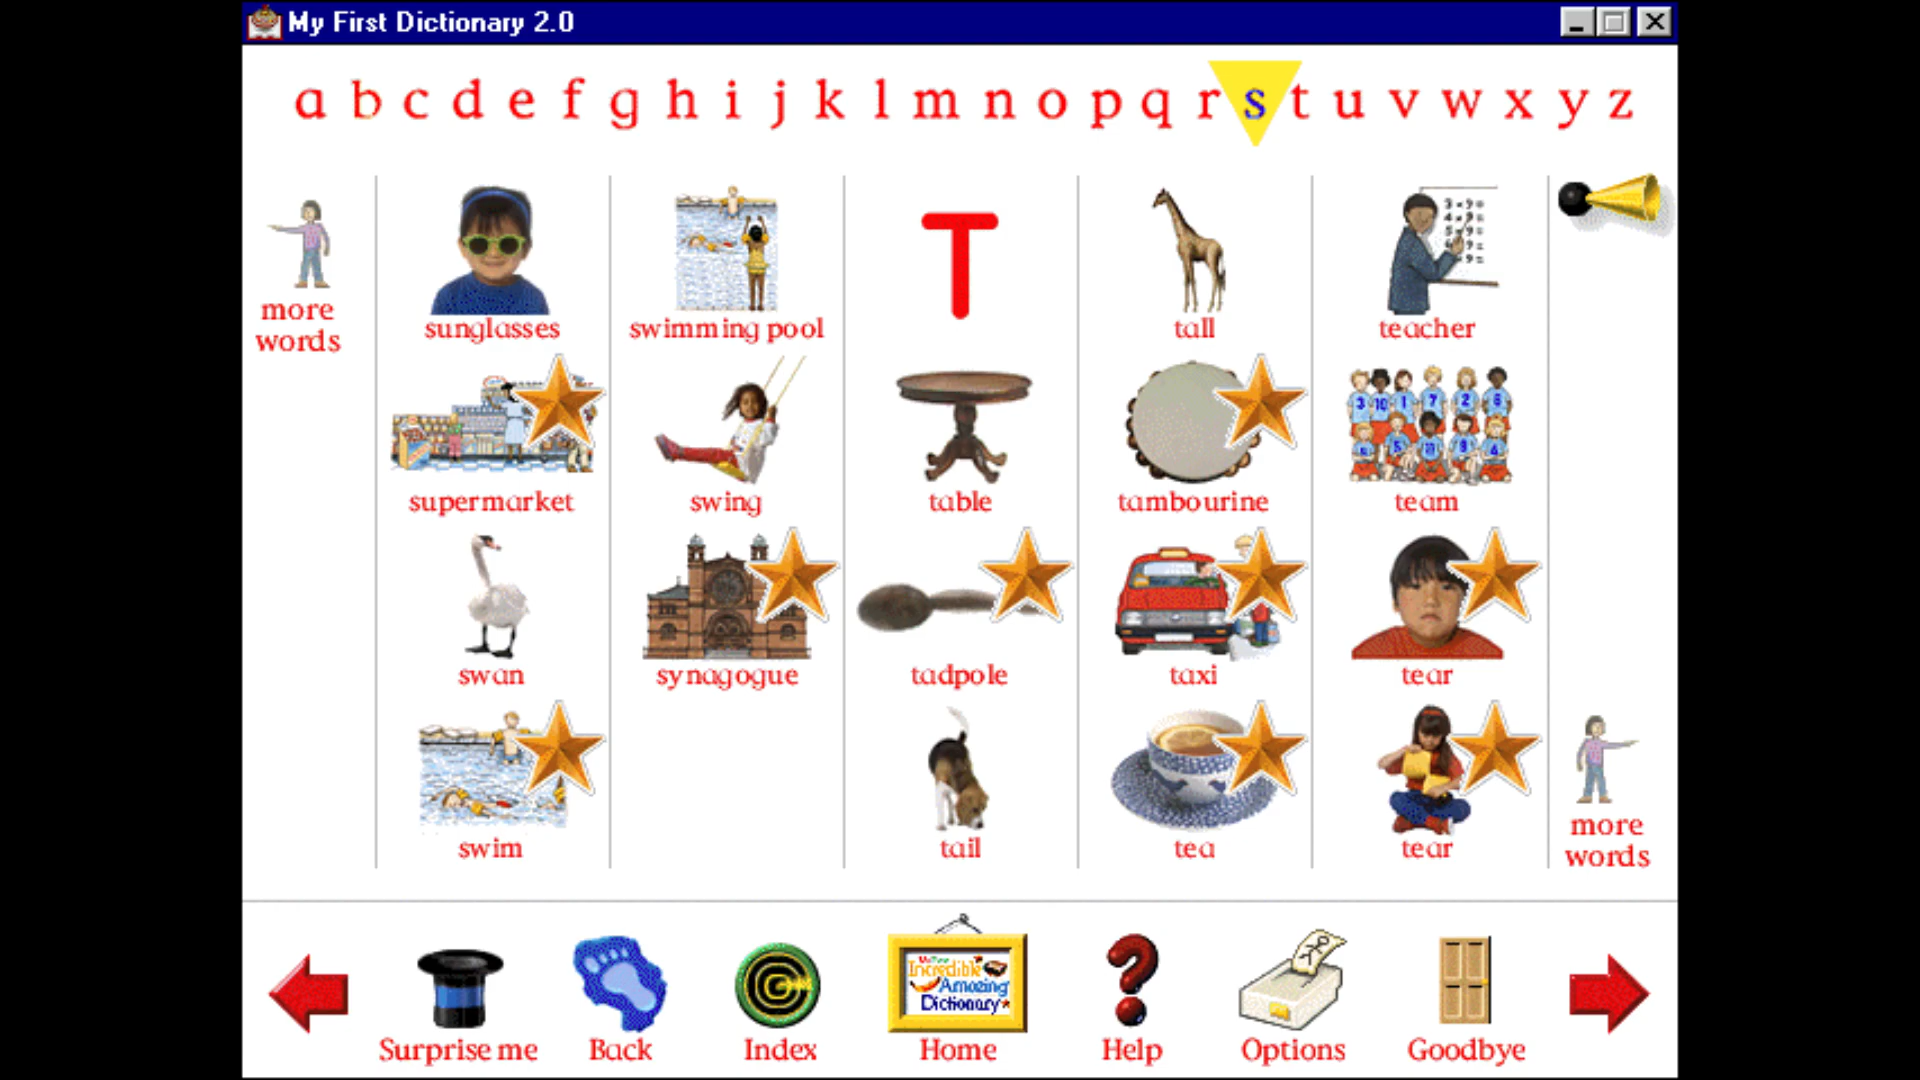 My First Dictionary 2.0
a b c d e f g h i j k l m n o p q r s t u v w x y z
more
words
sunglasses
supermarket
swan
swim
swimming pool
swing
synagogue
T
table
tadpole
tail
tall
tambourine
taxi
tea
teacher
team
tear
tear
more
words
Surprise me
Back
Index
Incredible
Amazing
Dictionary
Home
Help
Options
Goodbye